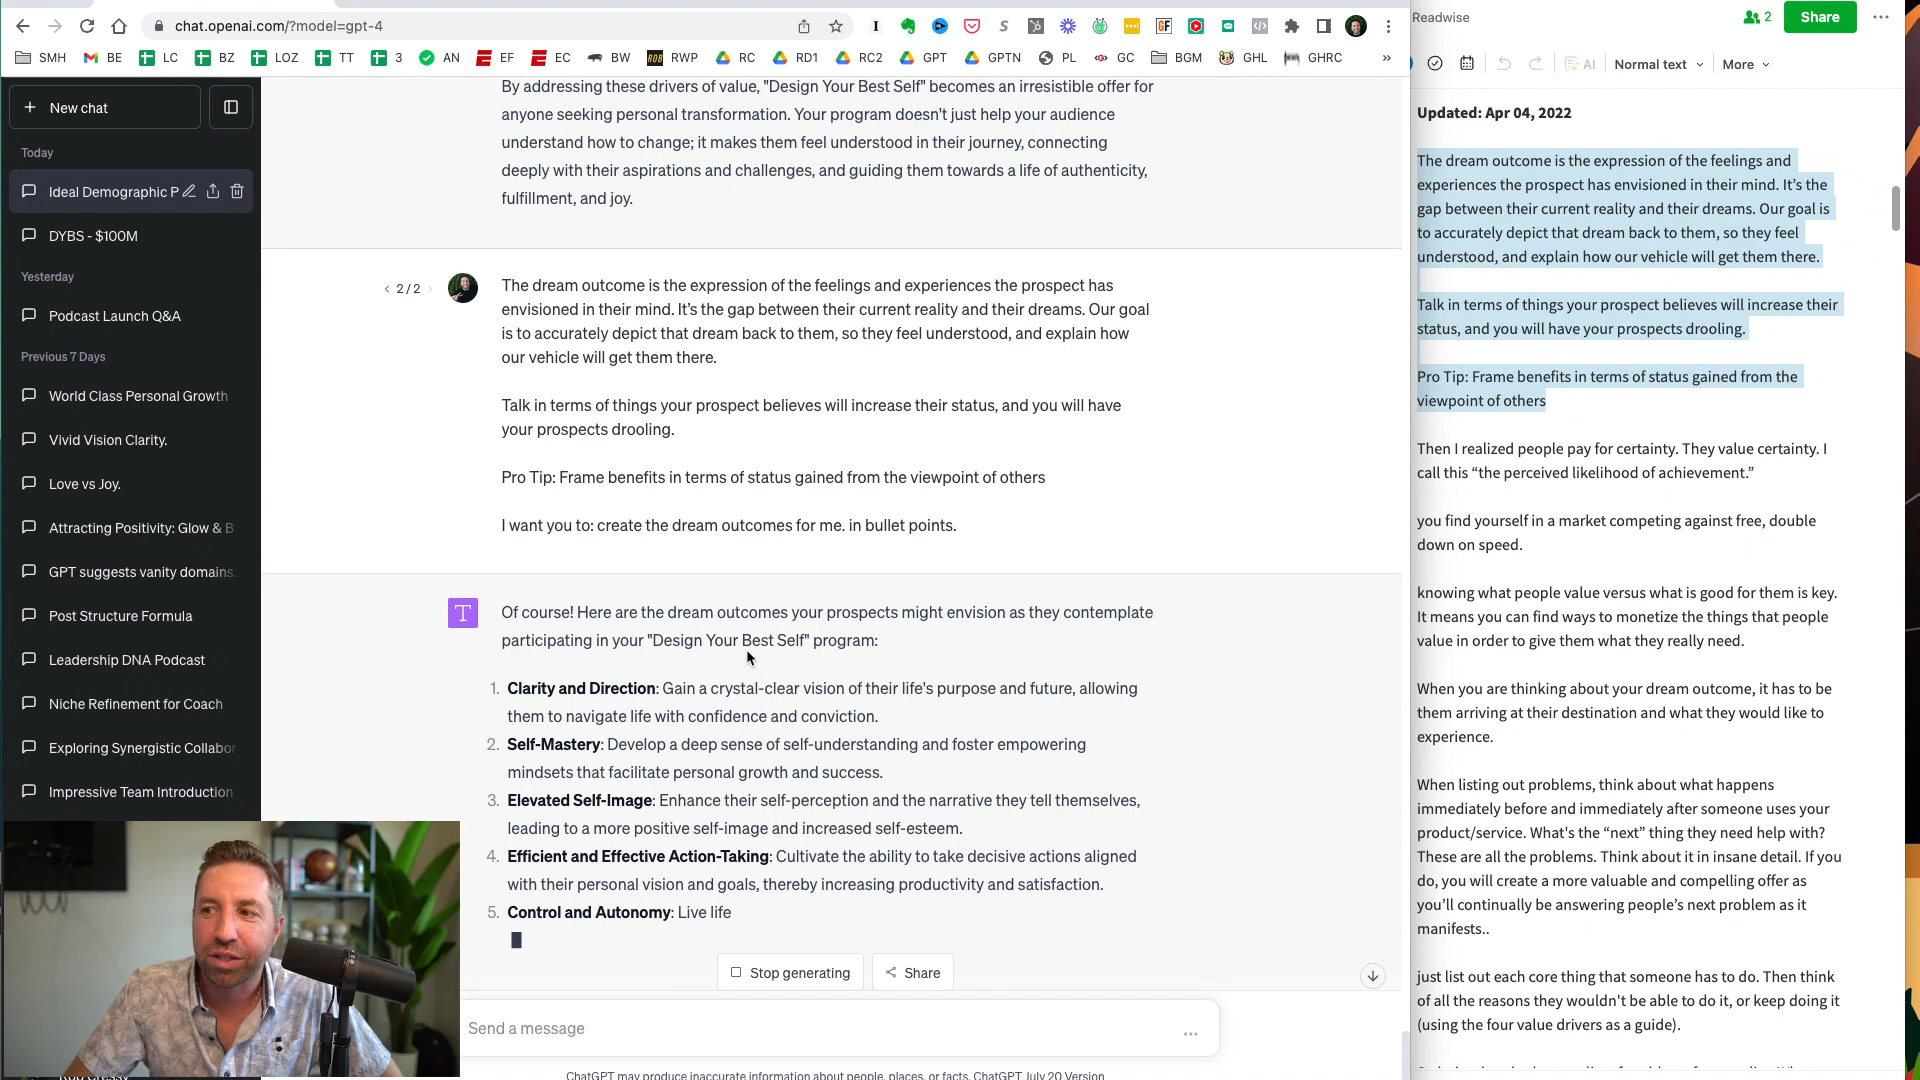 chat.openai.com/?model=gpt-4
SMH
BE
LC
BZ
LOZ
TT
3
AN
EF
EC
BW
RWP
RC
RD1
RC2
GPT
GPTN
PL
GC
BGM
GHL
GHRC
»
New chat
Today
Ideal Demographic P
DYBS - $100M
Yesterday
Podcast Launch Q&A
Previous 7 Days
World Class Personal Growth
Vivid Vision Clarity.
Love vs Joy.
Attracting Positivity: Glow & B
GPT suggests vanity domains.
Post Structure Formula
Leadership DNA Podcast
Niche Refinement for Coach
Exploring Synergistic Collabor
Impressive Team Introduction
By addressing these drivers of value, "Design Your Best Self" becomes an irresistible offer for
anyone seeking personal transformation. Your program doesn't just help your audience
understand how to change; it makes them feel understood in their journey, connecting
deeply with their aspirations and challenges, and guiding them towards a life of authenticity,
fulfillment, and joy.
< 2 / 2 >
The dream outcome is the expression of the feelings and experiences the prospect has
envisioned in their mind. It's the gap between their current reality and their dreams. Our goal
is to accurately depict that dream back to them, so they feel understood, and explain how
our vehicle will get them there.
Talk in terms of things your prospect believes will increase their status, and you will have
your prospects drooling.
Pro Tip: Frame benefits in terms of status gained from the viewpoint of others
I want you to: create the dream outcomes for me. in bullet points.
T
Of course! Here are the dream outcomes your prospects might envision as they contemplate
participating in your "Design Your Best Self" program:
1. Clarity and Direction: Gain a crystal-clear vision of their life's purpose and future, allowing
them to navigate life with confidence and conviction.
2. Self-Mastery: Develop a deep sense of self-understanding and foster empowering
mindsets that facilitate personal growth and success.
3. Elevated Self-Image: Enhance their self-perception and the narrative they tell themselves,
leading to a more positive self-image and increased self-esteem.
4. Efficient and Effective Action-Taking: Cultivate the ability to take decisive actions aligned
with their personal vision and goals, thereby increasing productivity and satisfaction.
5. Control and Autonomy: Live life
Stop generating
Share
Send a message
ChatGPT may produce inaccurate information about people, places, or facts. ChatGPT July 20 Version
Readwise
2
Share
AI
Normal text
More
Updated: Apr 04, 2022
The dream outcome is the expression of the feelings and
experiences the prospect has envisioned in their mind. It's the
gap between their current reality and their dreams. Our goal is
to accurately depict that dream back to them, so they feel
understood, and explain how our vehicle will get them there.
Talk in terms of things your prospect believes will increase their
status, and you will have your prospects drooling.
Pro Tip: Frame benefits in terms of status gained from the
viewpoint of others
Then I realized people pay for certainty. They value certainty. I
call this “the perceived likelihood of achievement.”
you find yourself in a market competing against free, double
down on speed.
knowing what people value versus what is good for them is key.
It means you can find ways to monetize the things that people
value in order to give them what they really need.
When you are thinking about your dream outcome, it has to be
them arriving at their destination and what they would like to
experience.
When listing out problems, think about what happens
immediately before and immediately after someone uses your
product/service. What's the “next” thing they need help with?
These are all the problems. Think about it in insane detail. If you
do, you will create a more valuable and compelling offer as
you'll continually be answering people's next problem as it
manifests..
just list out each core thing that someone has to do. Then think
of all the reasons they wouldn't be able to do it, or keep doing it
(using the four value drivers as a guide).